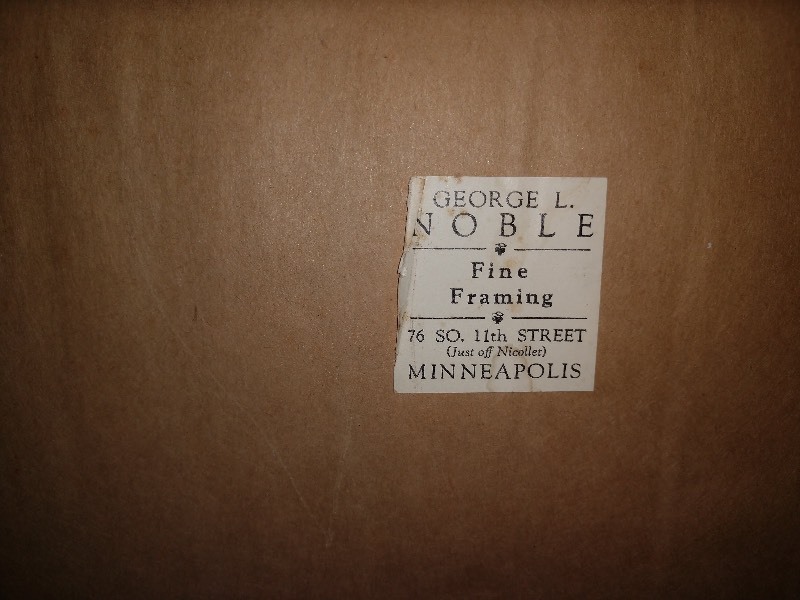 GEORGE L.
NOBLE
Fine
Framing
76 SO. 11th STREET
(Just off Nicollet)
MINNEAPOLIS